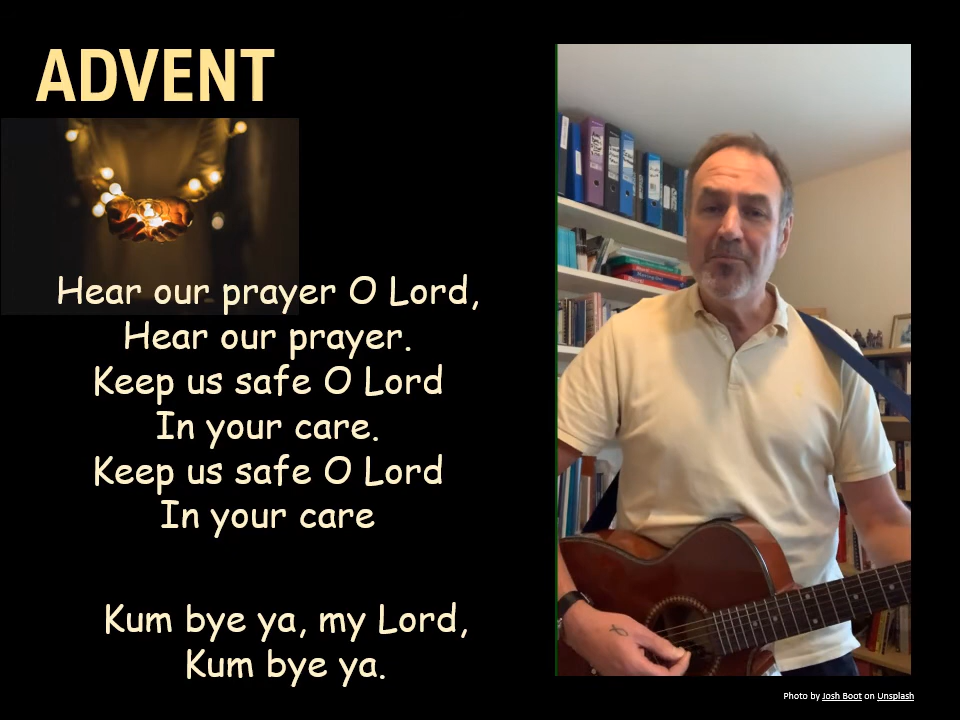 ADVENT
Hear our prayer O Lord,
Hear our prayer.
Keep us safe O Lord
In your care.
Keep us safe O Lord
In your care
Kum bye ya, my Lord,
Kum bye ya.
Photo by Josh Boot on Unsplash